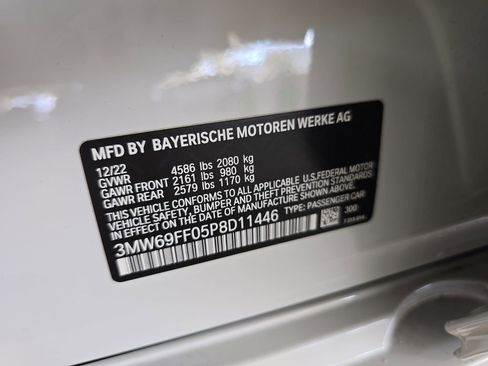 MFD BY BAYERISCHE MOTOREN WERKE AG
12/22
GVWR 4586 lbs 2080 kg
GAWR FRONT 2161 lbs 980 kg
GAWR REAR 2579 lbs 1170 kg
THIS VEHICLE CONFORMS TO ALL APPLICABLE U.S.FEDERAL MOTOR
VEHICLE SAFETY, BUMPER, AND THEFT PREVENTION
STANDARDS IN EFFECT ON THE DATE OF MANUFACTURE SHOWN ABOVE.
3MW69FF05P8D11446 TYPE: PASSENGER CAR
300